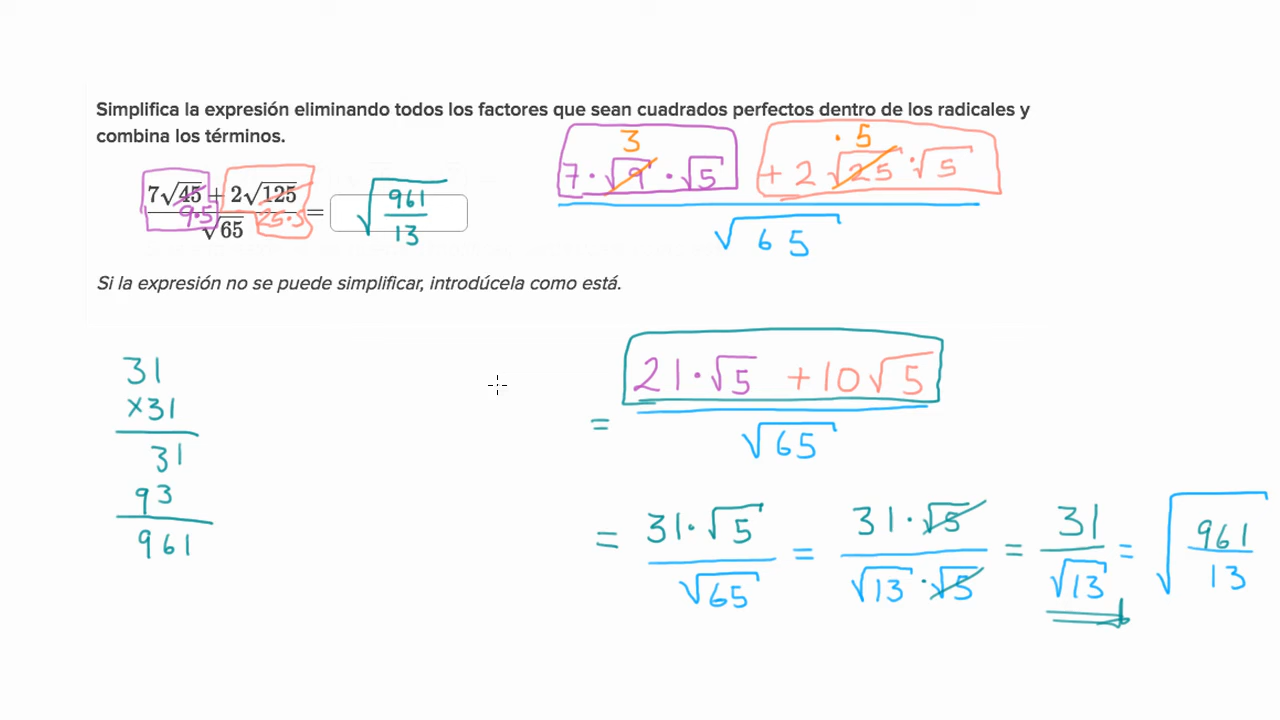 Simplifica la expresión eliminando todos los factores que sean cuadrados perfectos dentro de los radicales y
combina los términos.
3 · 5
7 · √9 · √5 + 2 √25 · √5
√65
7√45 + 2√125
9·5 25·5
√65
= √961/13
Si la expresión no se puede simplificar, introdúcela como está.
31
×31
31
93
961
= 21·√5 + 10√5
√65
= 31·√5 / √65 = 31·√5 / √13·√5 = 31 / √13 = √961/13